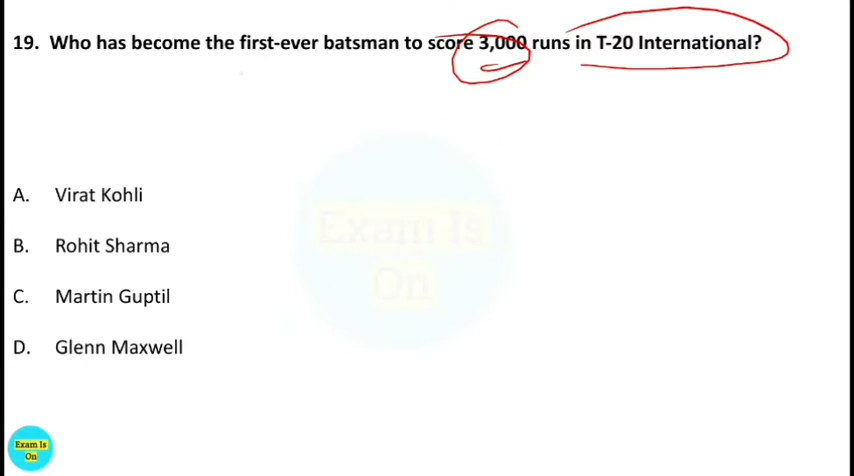 19. Who has become the first-ever batsman to score 3,000 runs in T-20 International?
Exam Is
On
A. Virat Kohli
B. Rohit Sharma
C. Martin Guptil
D. Glenn Maxwell
Exam Is
On